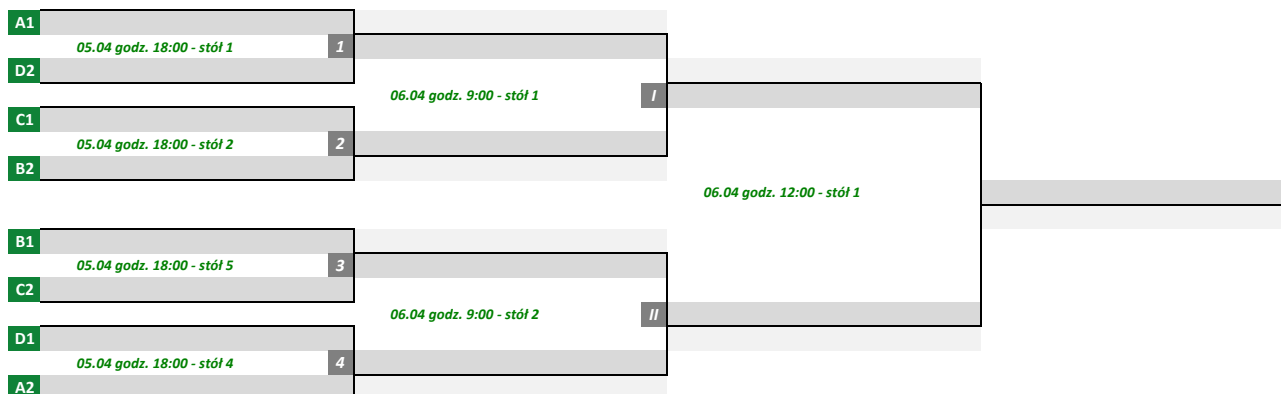 A1
05.04 godz. 18:00 - stół 1
1
D2
06.04 godz. 9:00 - stół 1
I
C1
05.04 godz. 18:00 - stół 2
2
B2
06.04 godz. 12:00 - stół 1
B1
05.04 godz. 18:00 - stół 5
3
C2
06.04 godz. 9:00 - stół 2
II
D1
05.04 godz. 18:00 - stół 4
4
A2